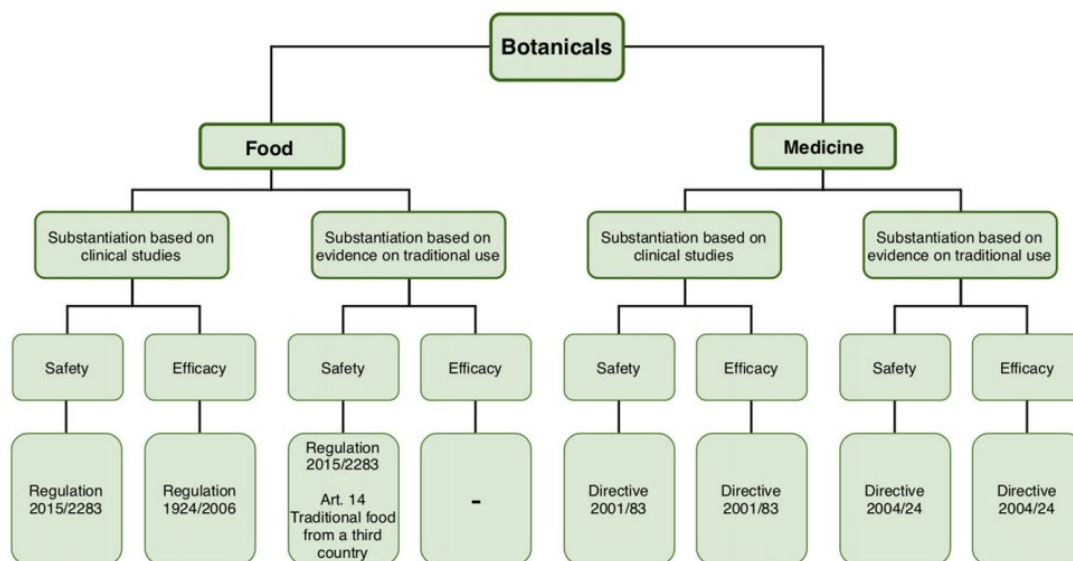 Botanicals
Food
Medicine
Substantiation based on
clinical studies
Substantiation based on
evidence on traditional use
Substantiation based on
clinical studies
Substantiation based on
evidence on traditional use
Safety
Efficacy
Safety
Efficacy
Safety
Efficacy
Safety
Efficacy
Regulation
2015/2283
Regulation
1924/2006
Regulation
2015/2283
Art. 14
Traditional food
from a third
country
-
Directive
2001/83
Directive
2001/83
Directive
2004/24
Directive
2004/24